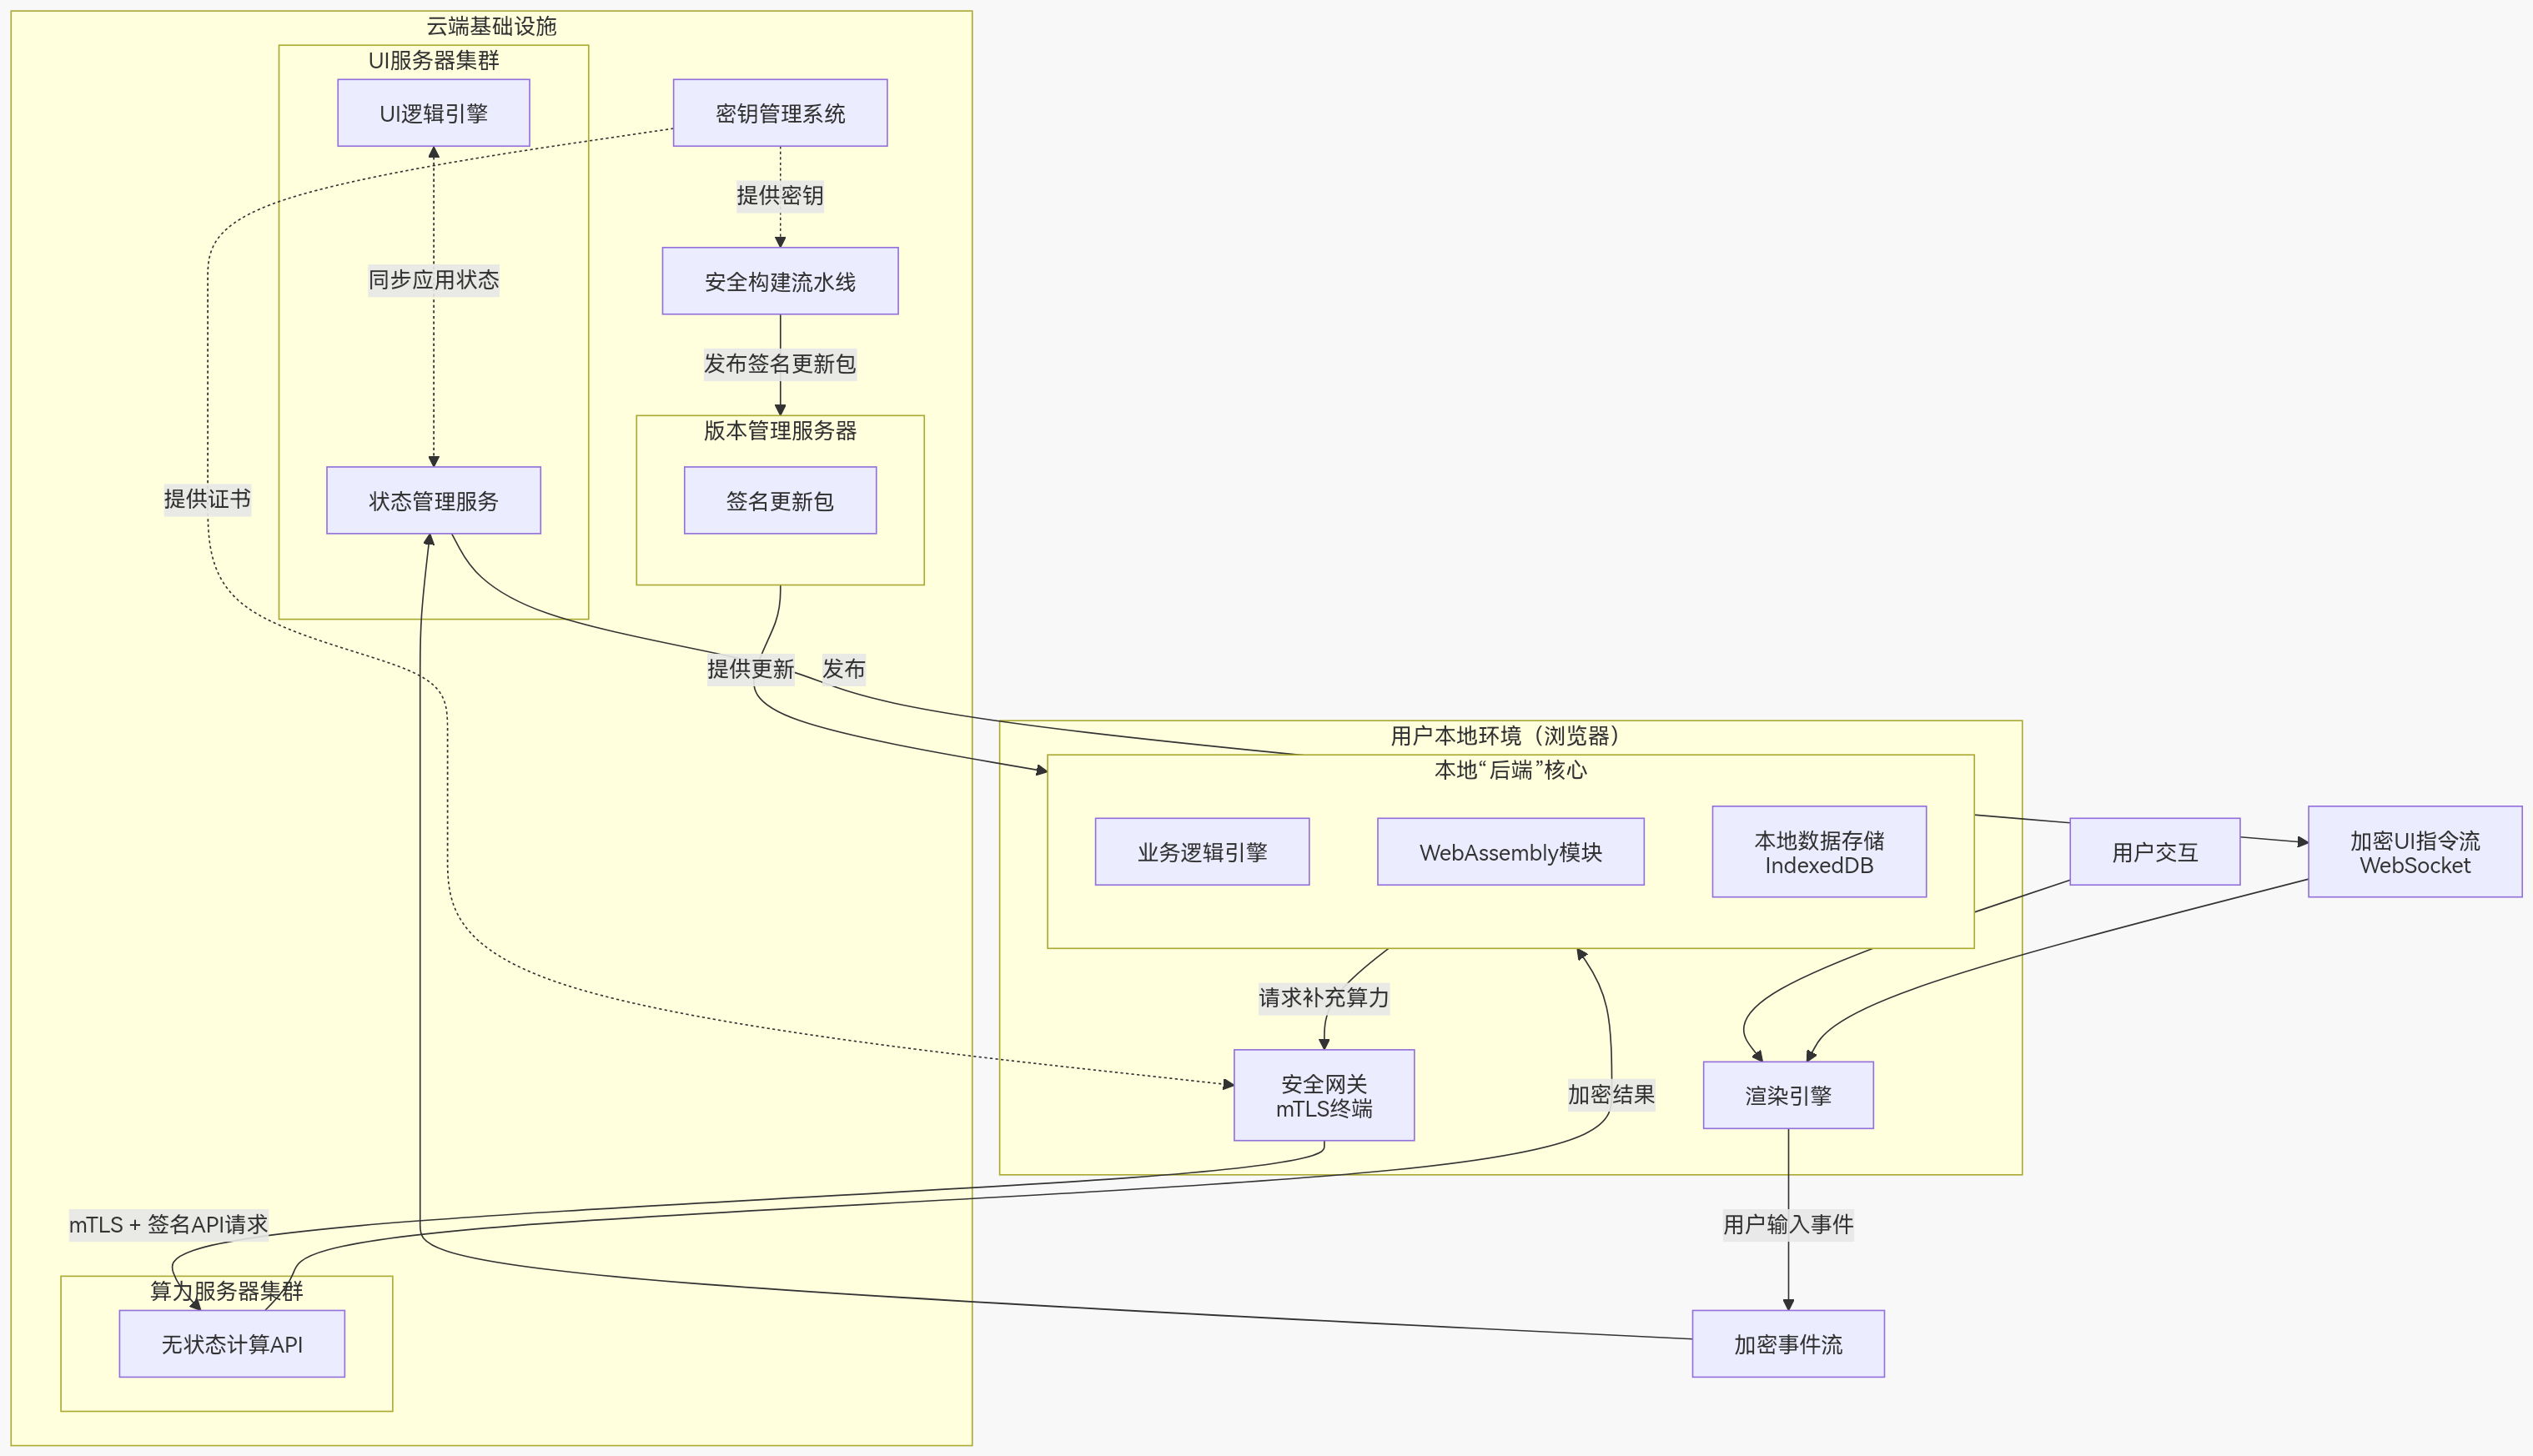 云端基础设施
UI服务器集群
UI逻辑引擎
密钥管理系统
提供密钥
同步应用状态
安全构建流水线
发布签名更新包
版本管理服务器
提供证书
状态管理服务
签名更新包
提供更新
发布
用户本地环境（浏览器）
本地“后端”核心
业务逻辑引擎
WebAssembly模块
本地数据存储
IndexedDB
用户交互
加密UI指令流
WebSocket
请求补充算力
安全网关
mTLS终端
加密结果
渲染引擎
mTLS + 签名API请求
用户输入事件
算力服务器集群
无状态计算API
加密事件流